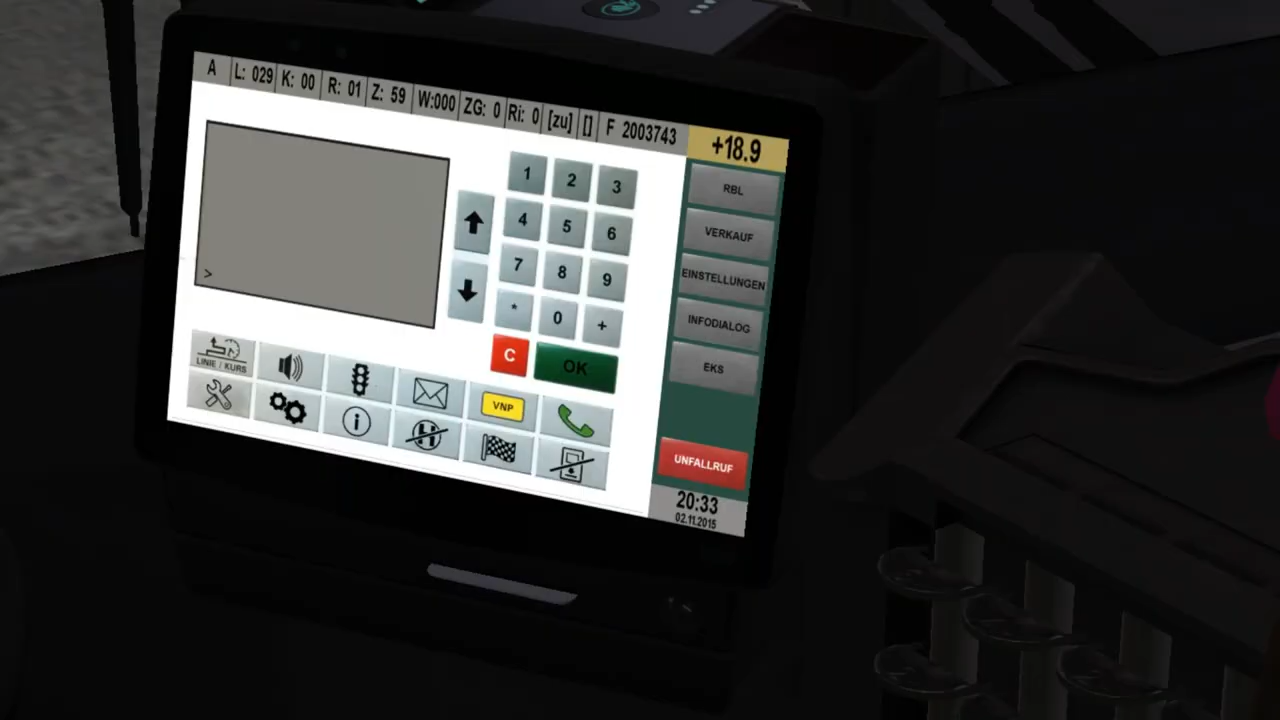 A L: 029 K: 00 R: 01 Z: 59 W:000 ZG: 0 Ri: 0 [zu] [] F 2003743 +18.9
1 2 3
4 5 6
7 8 9
* 0 +
C OK
>
RBL
VERKAUF
EINSTELLUNGEN
INFODIALOG
EKS
UNFALLRUF
20:33
02.11.2015
LINIE / KURS
VNP